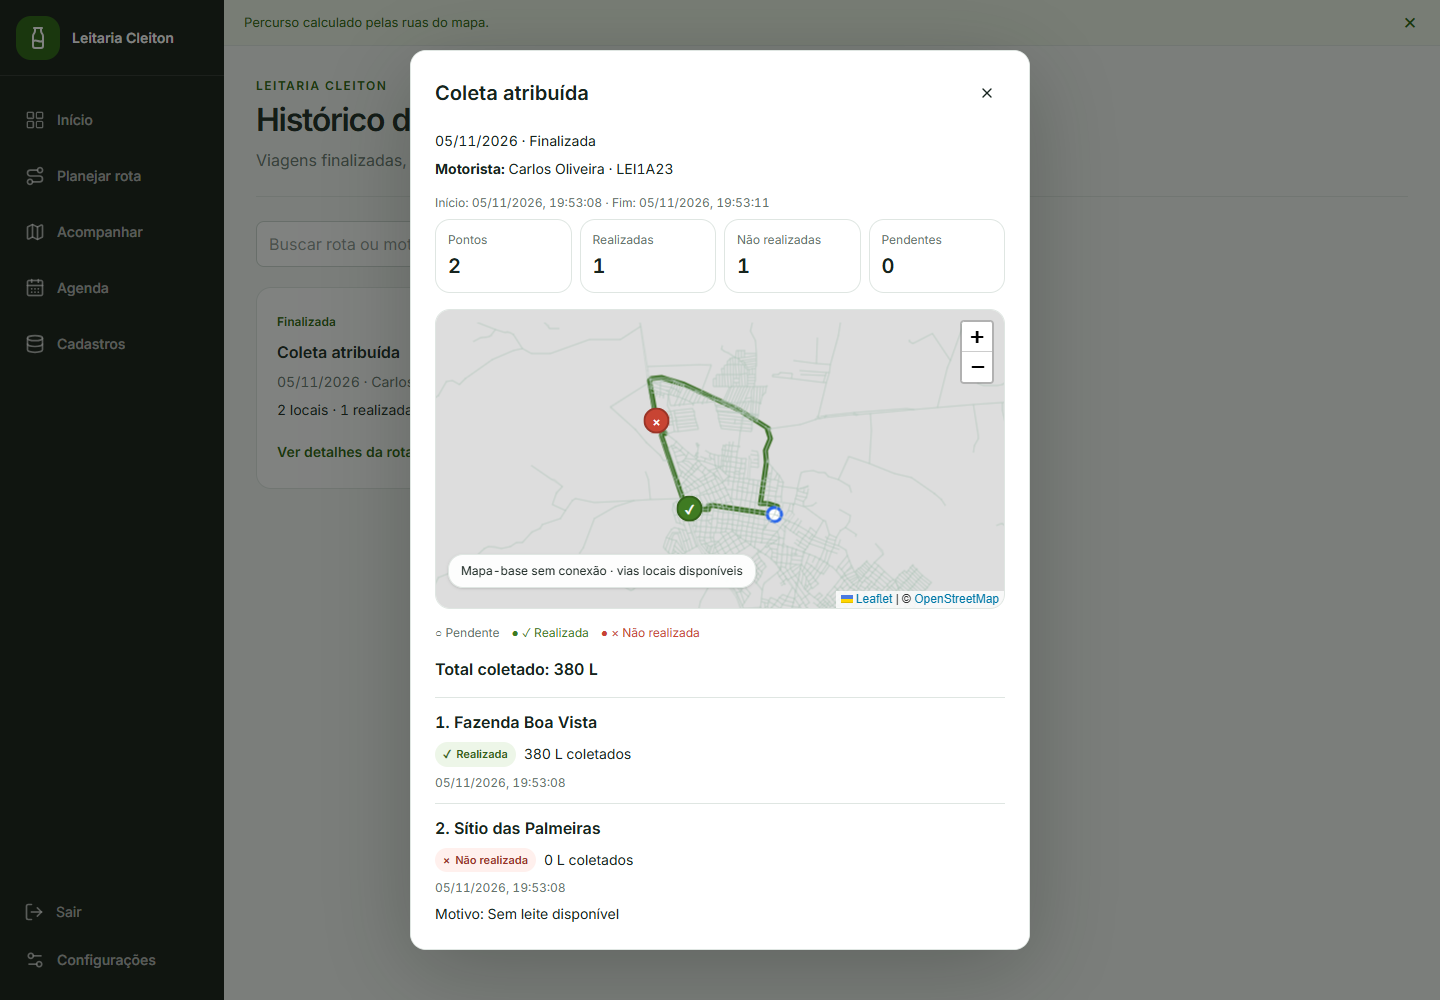 Leitaria Cleiton
Início
Planejar rota
Acompanhar
Agenda
Cadastros
Sair
Configurações
Percurso calculado pelas ruas do mapa.
LEITARIA CLEITON
Histórico d
Viagens finalizadas,
Buscar rota ou mot
Finalizada
Coleta atribuída
05/11/2026 · Carlos
2 locais · 1 realizada
Ver detalhes da rota
Coleta atribuída
05/11/2026 · Finalizada
Motorista: Carlos Oliveira · LEI1A23
Início: 05/11/2026, 19:53:08 · Fim: 05/11/2026, 19:53:11
Pontos
2
Realizadas
1
Não realizadas
1
Pendentes
0
+
−
Mapa-base sem conexão · vias locais disponíveis
Leaflet | © OpenStreetMap
○ Pendente ● ✓ Realizada ● × Não realizada
Total coletado: 380 L
1. Fazenda Boa Vista
✓ Realizada 380 L coletados
05/11/2026, 19:53:08
2. Sítio das Palmeiras
× Não realizada 0 L coletados
05/11/2026, 19:53:08
Motivo: Sem leite disponível